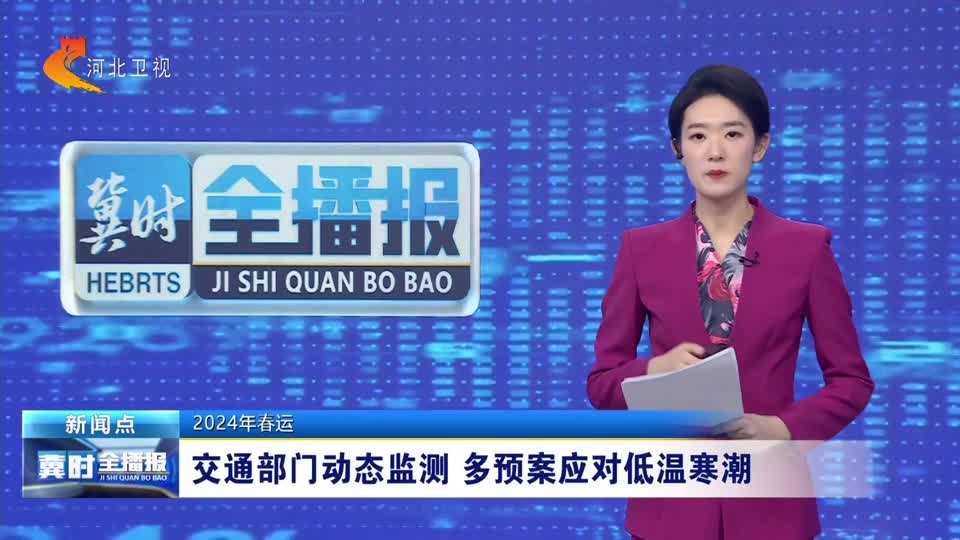 河北卫视
冀时
全播报
HEBRTS
JI SHI QUAN BO BAO
新闻点
2024年春运
冀时 全播报
JI SHI QUAN BO BAO
交通部门动态监测 多预案应对低温寒潮